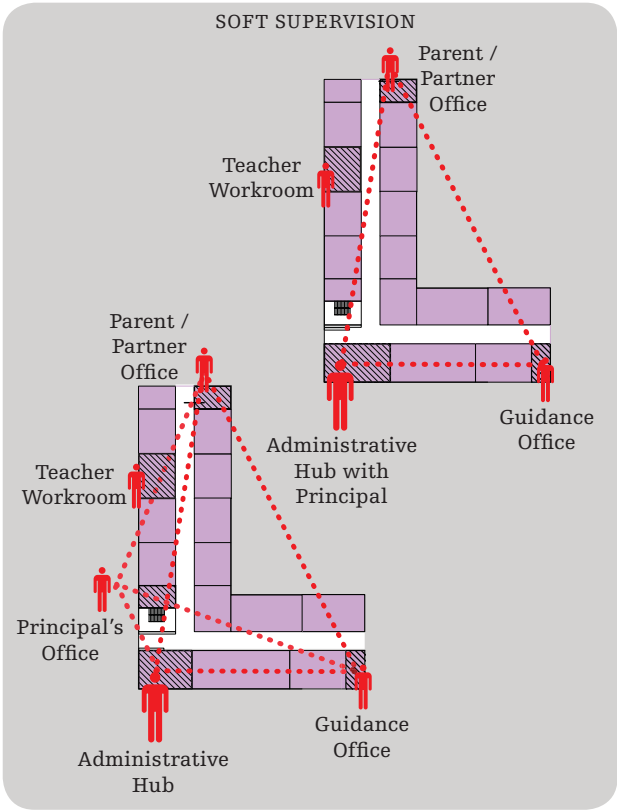 SOFT SUPERVISION
Parent /
Partner
Office
Teacher
Workroom
Administrative
Hub with
Principal
Guidance
Office
Parent /
Partner
Office
Teacher
Workroom
Principal's
Office
Guidance
Office
Administrative
Hub